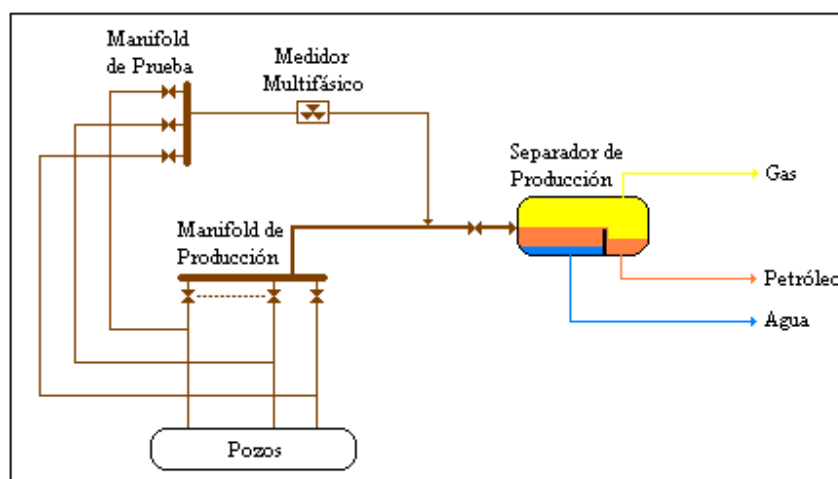 Manifold
de Prueba
Medidor
Multifásico
Separador de
Producción
Gas
Manifold de
Producción
Petróleo
Agua
Pozos